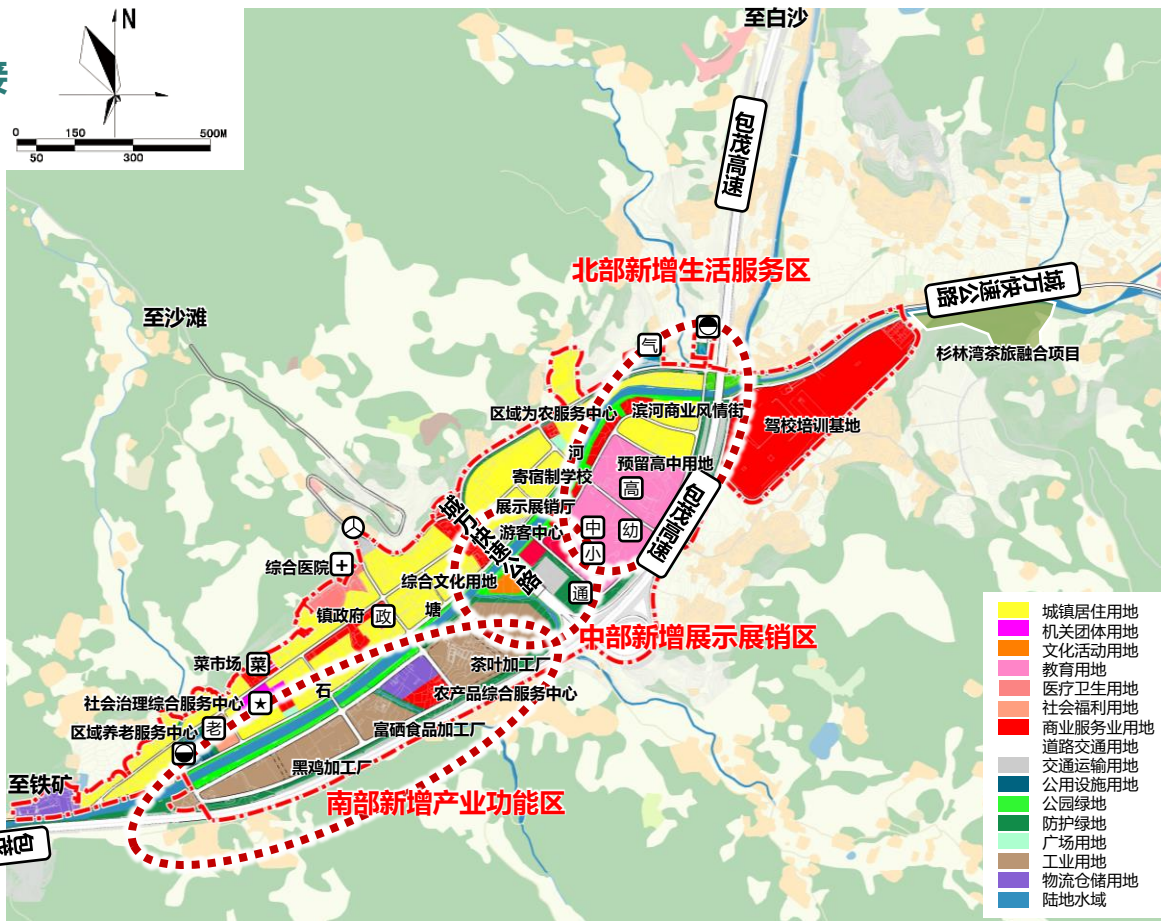 至白沙
接
N
0 150 500M
50 300
包茂高速
北部新增生活服务区
城万快速公路
至沙滩
气
杉林湾茶旅融合项目
区域为农服务中心
滨河商业风情街
驾校培训基地
河
预留高中用地
寄宿制学校
高
包茂高速
展示展销厅
城万快速公路
中
幼
游客中心
小
综合医院
综合文化用地
通
镇政府
政
塘
中部新增展示展销区
菜市场
菜
茶叶加工厂
石
农产品综合服务中心
社会治理综合服务中心
老
富硒食品加工厂
区域养老服务中心
黑鸡加工厂
至铁矿
南部新增产业功能区
城镇居住用地
机关团体用地
文化活动用地
教育用地
医疗卫生用地
社会福利用地
商业服务业用地
道路交通用地
交通运输用地
公用设施用地
公园绿地
防护绿地
广场用地
工业用地
物流仓储用地
陆地水域